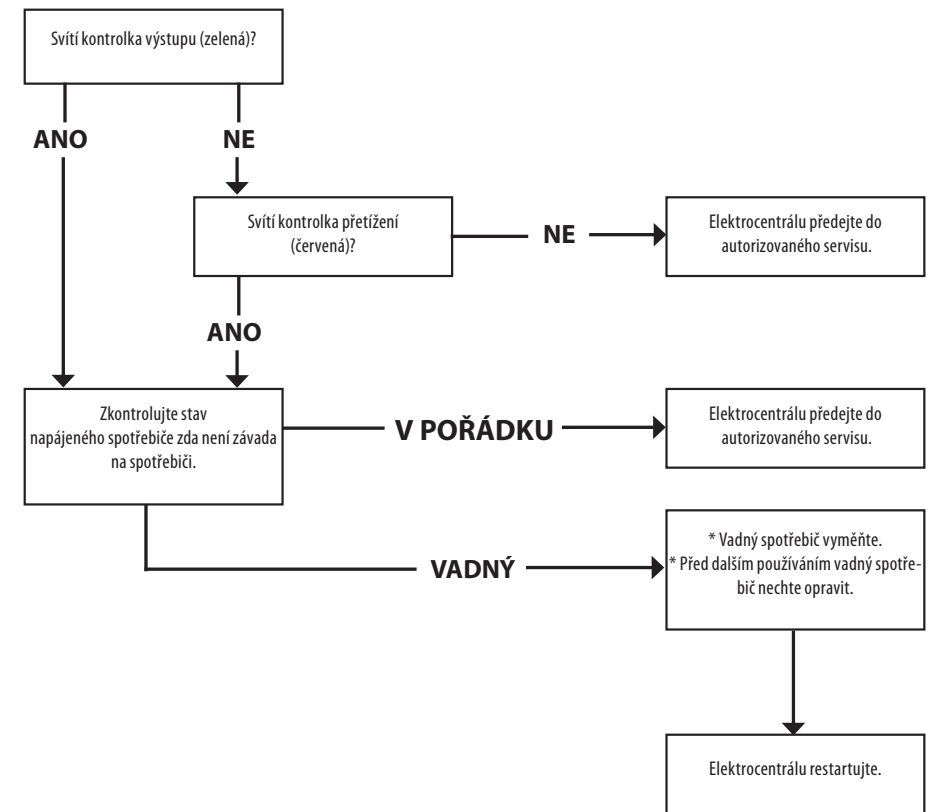 Svítí kontrolka výstupu (zelená)?
ANO
NE
Svítí kontrolka přetížení
(červená)?
NE
Elektrocentrálu předejte do
autorizovaného servisu.
ANO
Zkontrolujte stav
napájeného spotřebiče zda není závada
na spotřebiči.
V POŘÁDKU
Elektrocentrálu předejte do
autorizovaného servisu.
VADNÝ
* Vadný spotřebič vyměňte.
* Před dalším používáním vadný spotře-
bič nechte opravit.
Elektrocentrálu restartujte.